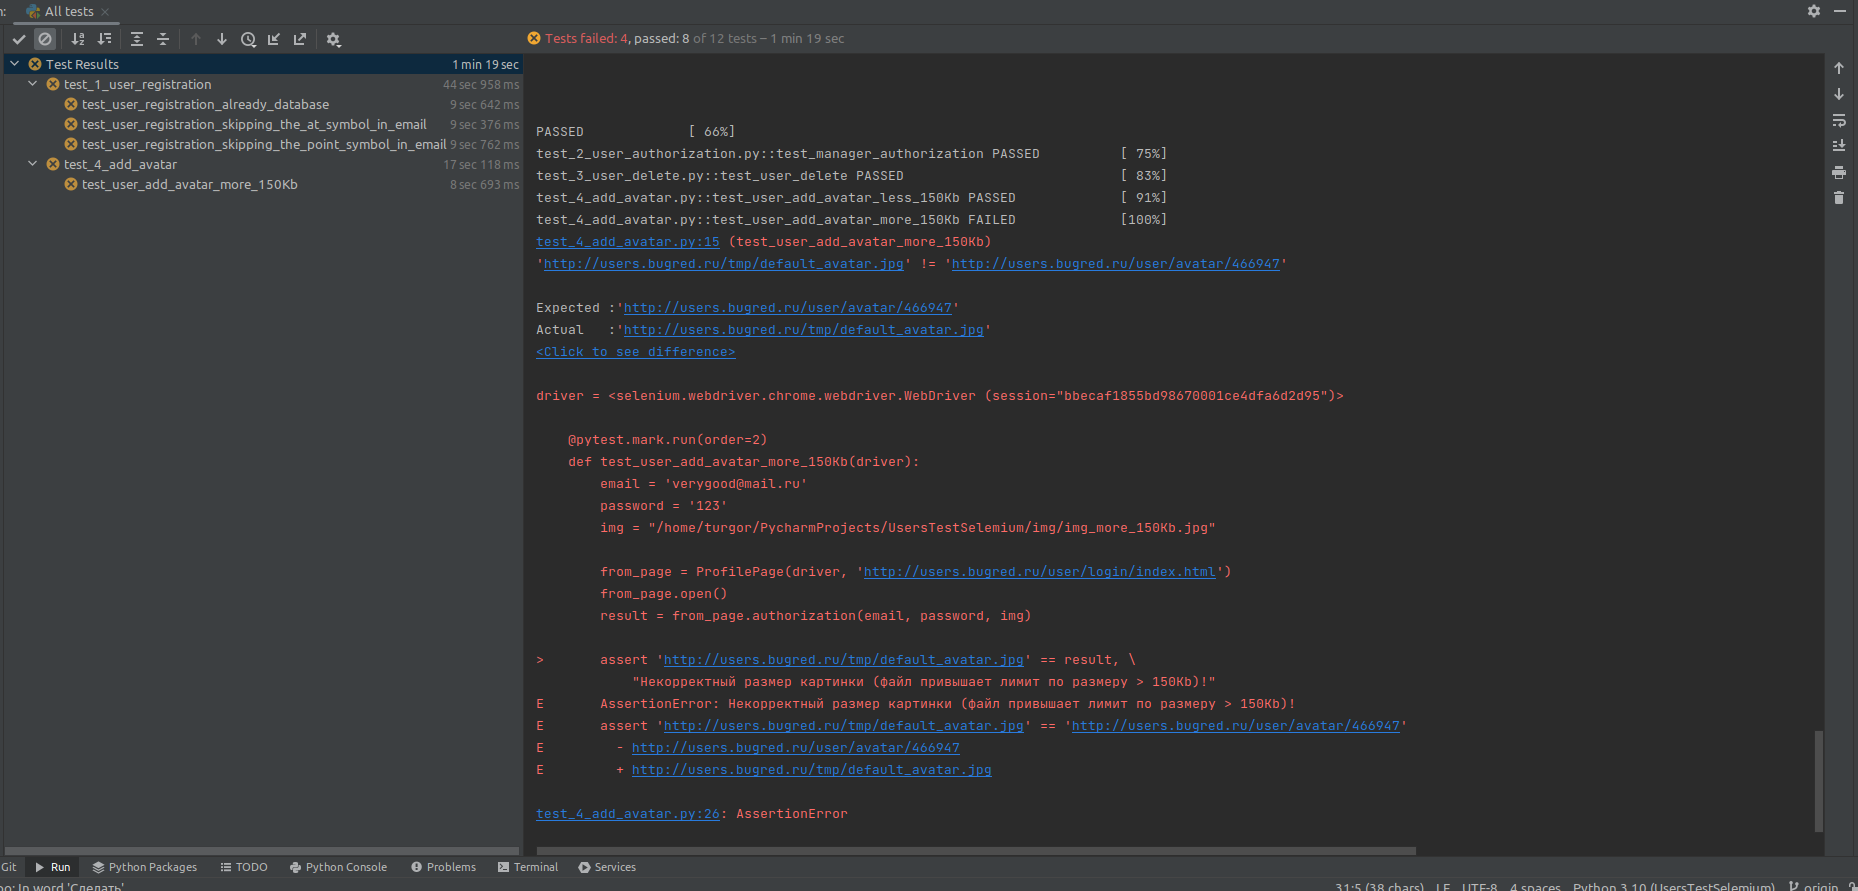 n:
All tests
Tests failed: 4, passed: 8 of 12 tests – 1 min 19 sec
Test Results 1 min 19 sec
test_1_user_registration 44 sec 958 ms
test_user_registration_already_database 9 sec 642 ms
test_user_registration_skipping_the_at_symbol_in_email 9 sec 376 ms
test_user_registration_skipping_the_point_symbol_in_email 9 sec 762 ms
test_4_add_avatar 17 sec 118 ms
test_user_add_avatar_more_150Kb 8 sec 693 ms
PASSED [ 66%]
test_2_user_authorization.py::test_manager_authorization PASSED [ 75%]
test_3_user_delete.py::test_user_delete PASSED [ 83%]
test_4_add_avatar.py::test_user_add_avatar_less_150Kb PASSED [ 91%]
test_4_add_avatar.py::test_user_add_avatar_more_150Kb FAILED [100%]
test_4_add_avatar.py:15 (test_user_add_avatar_more_150Kb)
'http://users.bugred.ru/tmp/default_avatar.jpg' != 'http://users.bugred.ru/user/avatar/466947'
Expected :'http://users.bugred.ru/user/avatar/466947'
Actual :'http://users.bugred.ru/tmp/default_avatar.jpg'
<Click to see difference>
driver = <selenium.webdriver.chrome.webdriver.WebDriver (session="bbecaf1855bd98670001ce4dfa6d2d95")>
@pytest.mark.run(order=2)
def test_user_add_avatar_more_150Kb(driver):
email = 'verygood@mail.ru'
password = '123'
img = "/home/turgor/PycharmProjects/UsersTestSelemium/img/img_more_150Kb.jpg"
from_page = ProfilePage(driver, 'http://users.bugred.ru/user/login/index.html')
from_page.open()
result = from_page.authorization(email, password, img)
> assert 'http://users.bugred.ru/tmp/default_avatar.jpg' == result, \
"Некорректный размер картинки (файл привышает лимит по размеру > 150Kb)!"
E AssertionError: Некорректный размер картинки (файл привышает лимит по размеру > 150Kb)!
E assert 'http://users.bugred.ru/tmp/default_avatar.jpg' == 'http://users.bugred.ru/user/avatar/466947'
E - http://users.bugred.ru/user/avatar/466947
E + http://users.bugred.ru/tmp/default_avatar.jpg
test_4_add_avatar.py:26: AssertionError
Git Run Python Packages TODO Python Console Problems Terminal Services
po: In word 'Сделать' 31:5 (38 chars) LF UTF-8 4 spaces Python 3.10 (UsersTestSelemium) origin